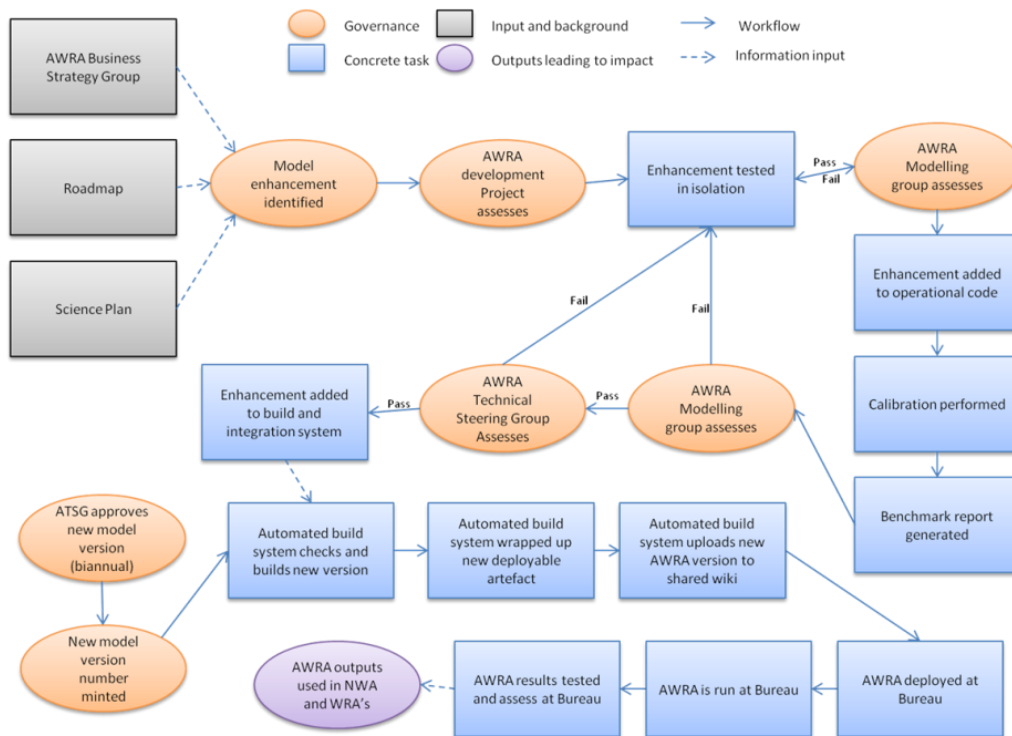 Governance
Input and background
Workflow
Concrete task
Outputs leading to impact
Information input
AWRA Business
Strategy Group
Roadmap
Science Plan
Model
enhancement
identified
AWRA
development
Project
assesses
Enhancement tested
in isolation
Pass
Fail
AWRA
Modelling
group assesses
Enhancement added
to operational code
Calibration performed
Benchmark report
generated
AWRA
Modelling
group assesses
Fail
Pass
AWRA
Technical
Steering Group
Assesses
Fail
Pass
Enhancement added
to build and
integration system
ATSG approves
new model
version
(biannual)
New model
version
number
minted
Automated build
system checks and
builds new version
Automated build
system wrapped up
new deployable
artefact
Automated build
system uploads new
AWRA version to
shared wiki
AWRA deployed at
Bureau
AWRA is run at Bureau
AWRA results tested
and assess at Bureau
AWRA outputs
used in NWA
and WRA's